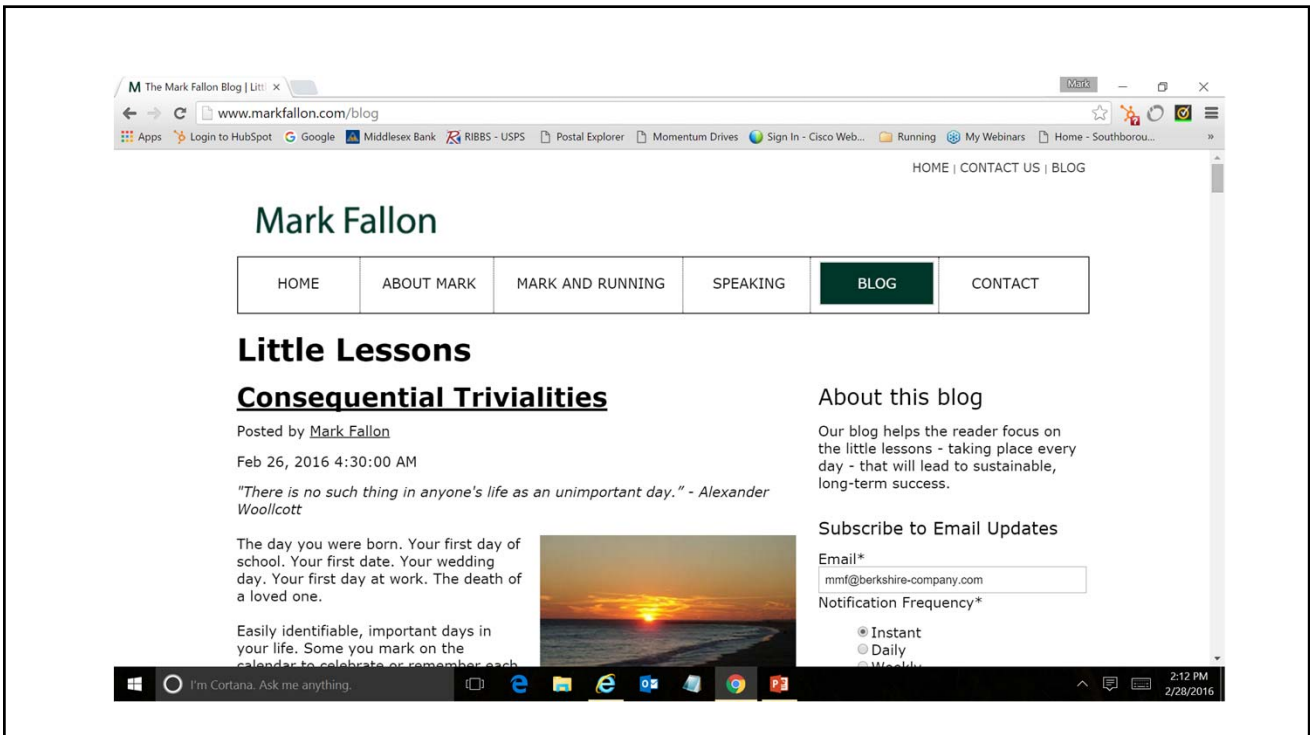 M The Mark Fallon Blog | Littl ×
Mark
www.markfallon.com/blog
Apps Login to HubSpot Google Middlesex Bank RIBBS - USPS Postal Explorer Momentum Drives Sign In - Cisco Web... Running My Webinars Home - Southborou... »
HOME | CONTACT US | BLOG
Mark Fallon
HOME ABOUT MARK MARK AND RUNNING SPEAKING BLOG CONTACT
Little Lessons
Consequential Trivialities
Posted by Mark Fallon
Feb 26, 2016 4:30:00 AM
"There is no such thing in anyone's life as an unimportant day." - Alexander
Woollcott
The day you were born. Your first day of
school. Your first date. Your wedding
day. Your first day at work. The death of
a loved one.
Easily identifiable, important days in
your life. Some you mark on the
calendar to celebrate or remember each
About this blog
Our blog helps the reader focus on
the little lessons - taking place every
day - that will lead to sustainable,
long-term success.
Subscribe to Email Updates
Email*
mmf@berkshire-company.com
Notification Frequency*
Instant
Daily
Weekly
I'm Cortana. Ask me anything.
2:12 PM
2/28/2016